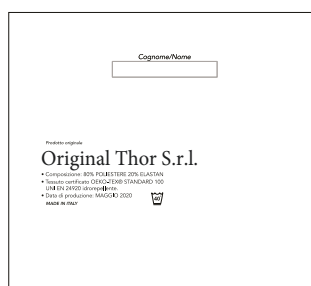 Cognome/Nome
Prodotto originale
Original Thor S.r.l.
• Composizione: 80% POLIESTERE 20% ELASTAN
• Tessuto certificato OEKO-TEX® STANDARD 100
UNI EN 24920 idrorepellente.
• Data di produzione: MAGGIO 2020
40
MADE IN ITALY